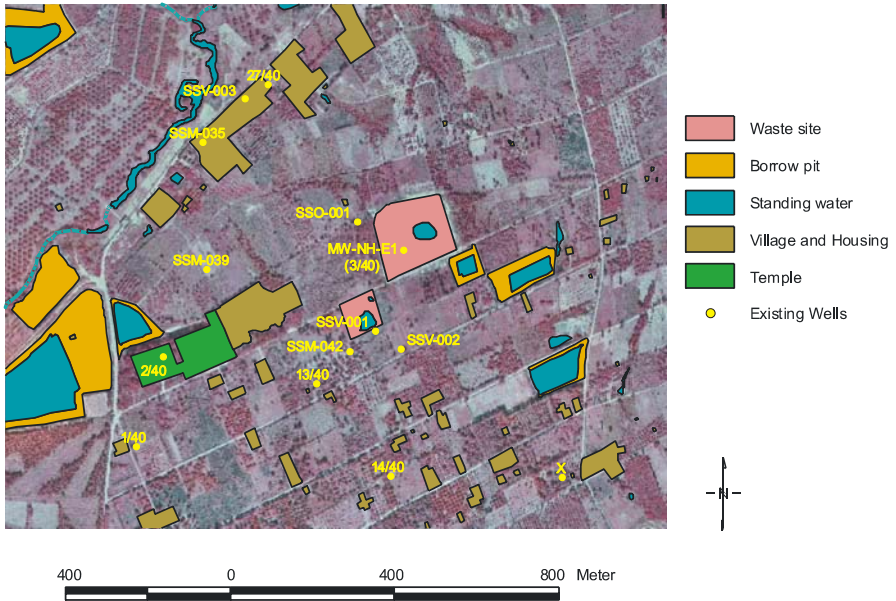 27/40
SSV-003
SSM-035
SSO-001
MW-NH-E1
(3/40)
SSM-039
SSV-001
SSM-042
SSV-002
2/40
13/40
1/40
14/40
X
Waste site
Borrow pit
Standing water
Village and Housing
Temple
Existing Wells
N
400 0 400 800 Meter